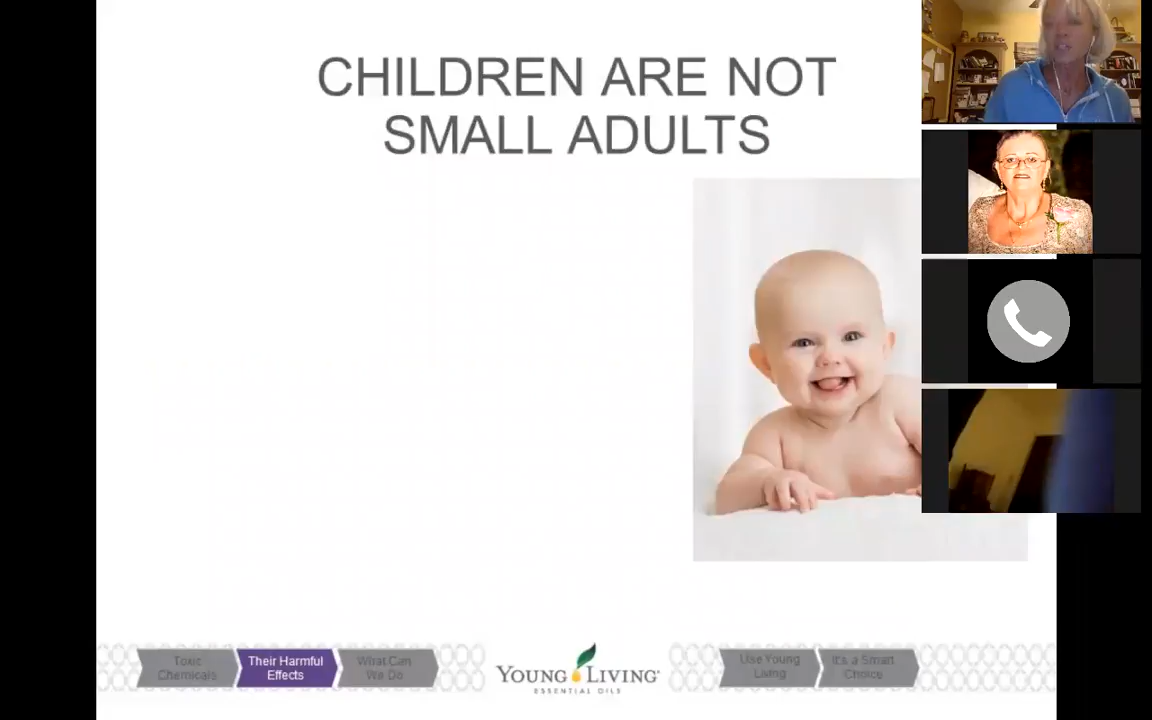 CHILDREN ARE NOT
SMALL ADULTS
Toxic
Chemicals
Their Harmful
Effects
What Can
We Do
YOUNG LIVING
ESSENTIAL OILS
Use Young
Living
It's a Smart
Choice